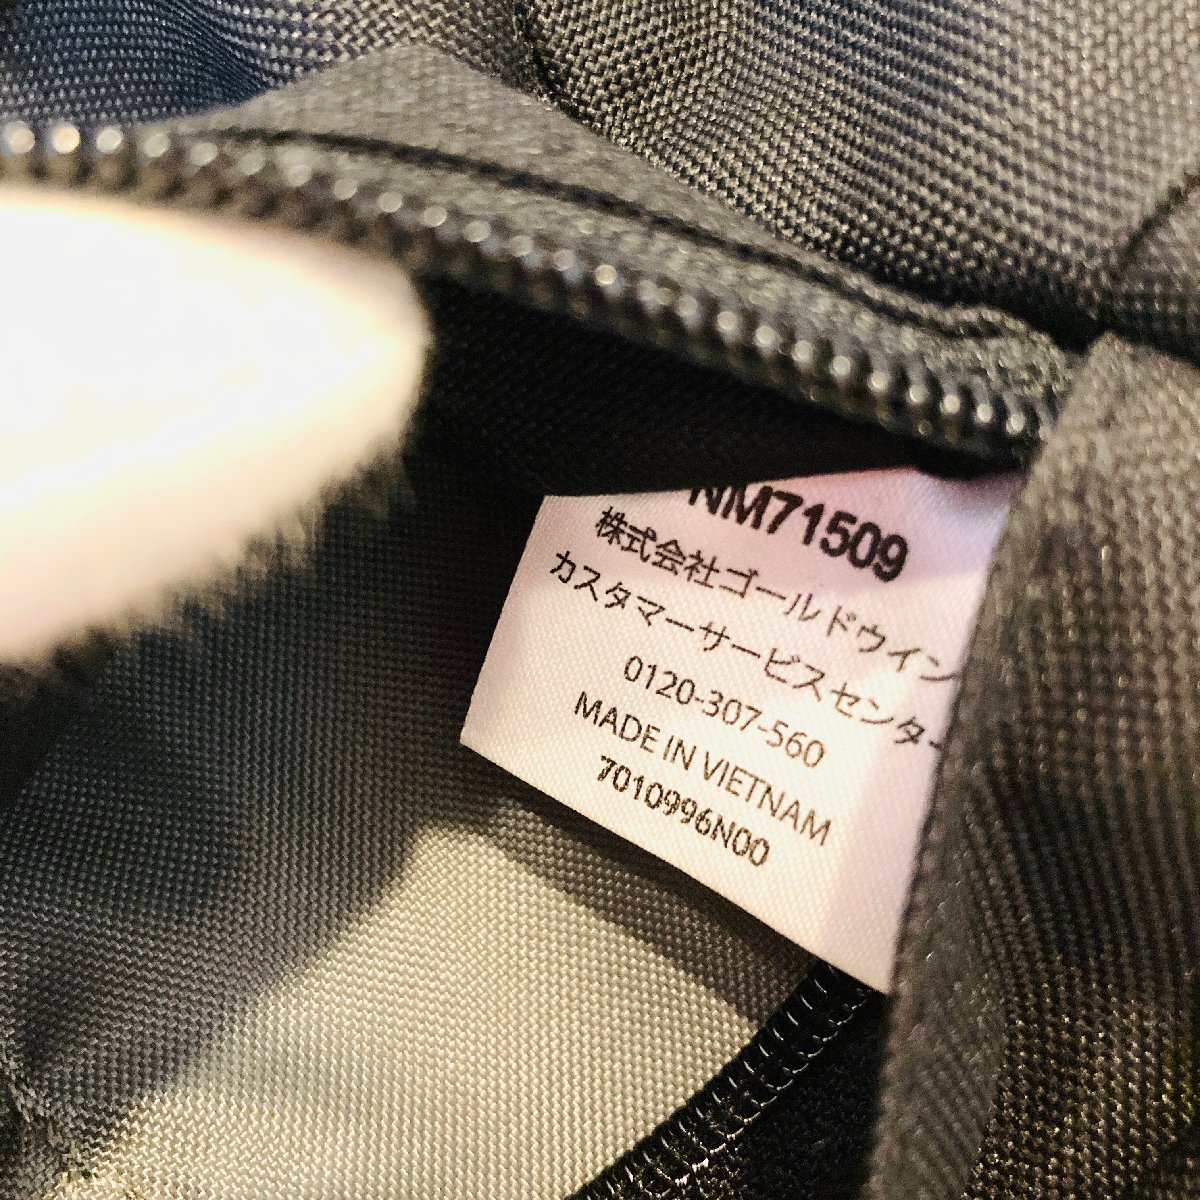 NM71509
株式会社ゴールドウイン
カスタマーサービスセンター
0120-307-560
MADE IN VIETNAM
7010996N00